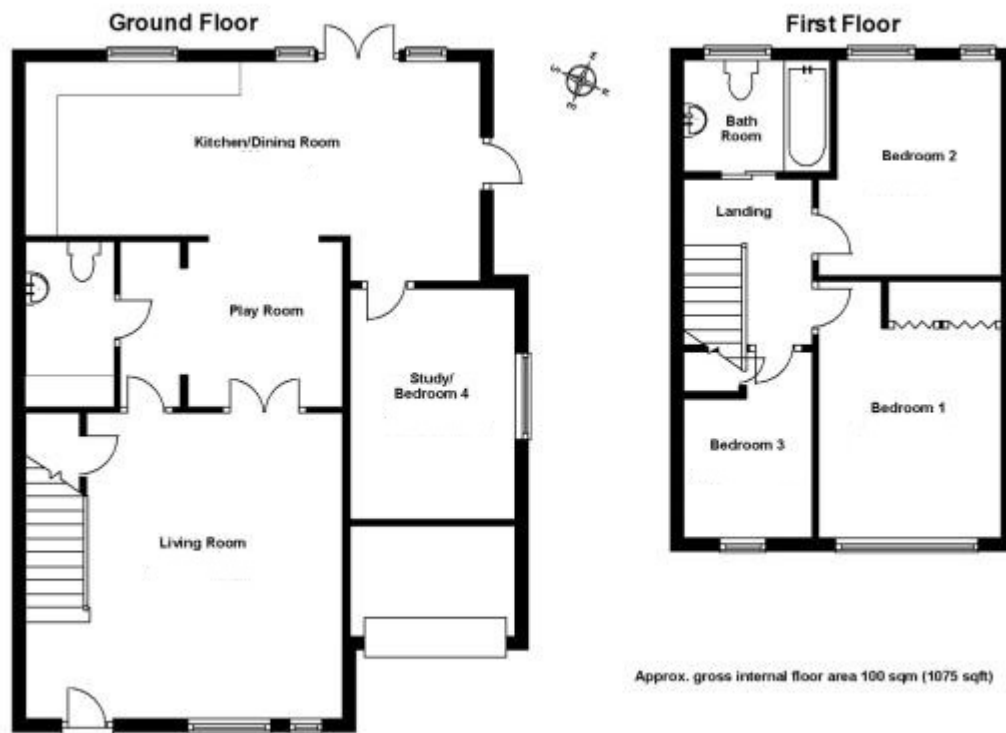 Ground Floor
First Floor
Kitchen/Dining Room
Bath
Room
Bedroom 2
Landing
Play Room
Study/
Bedroom 4
Bedroom 1
Bedroom 3
Living Room
Approx. gross internal floor area 100 sqm (1075 sqft)